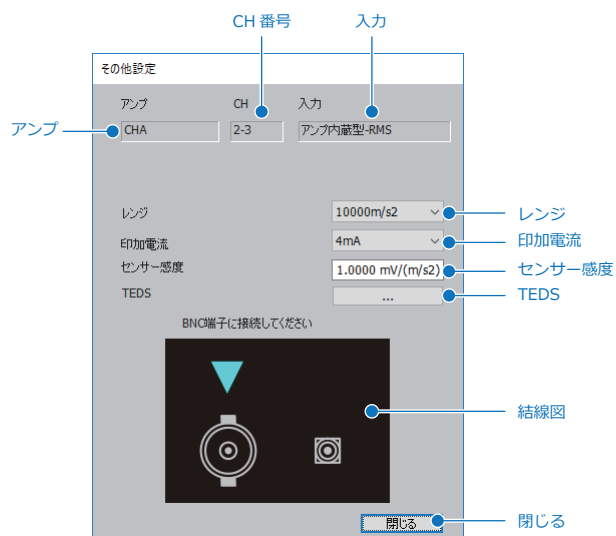 CH 番号
入力
その他設定
アンプ
CH
入力
アンプ
CHA
2-3
アンプ内蔵型-RMS
レンジ
10000m/s2
レンジ
印加電流
4mA
印加電流
センサー感度
1.0000 mV/(m/s2)
センサー感度
TEDS
...
TEDS
BNC端子に接続してください
結線図
閉じる
閉じる